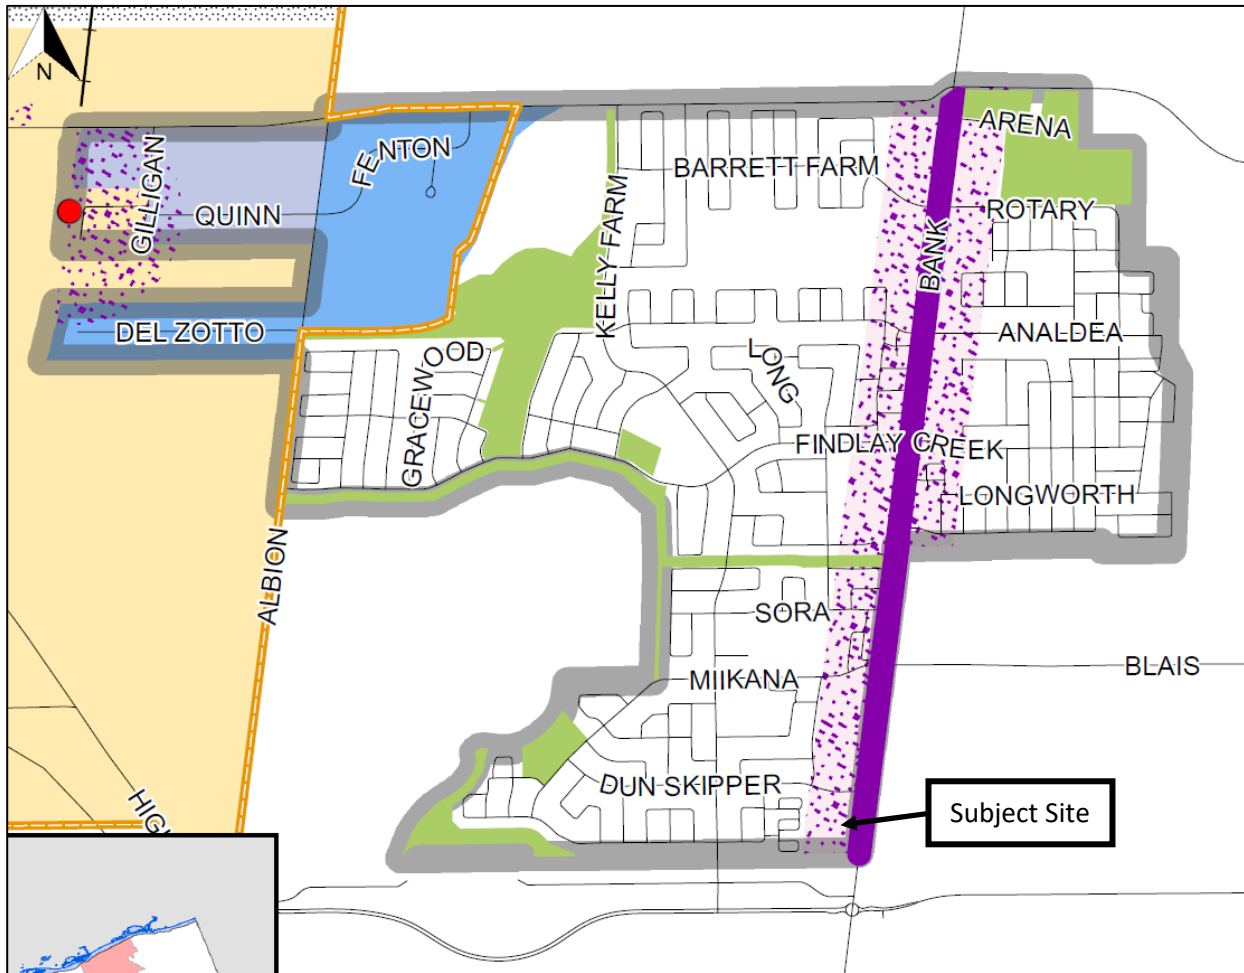 N
ARENA
FENTON
BARRETT FARM
GILLIGAN
QUINN
KELLY FARM
ROTARY
BANK
DEL ZOTTO
ANALDEA
GRACEWOOD
LONG
FINDLAY CREEK
LONGWORTH
ALBION
SORA
BLAIS
MIIKANA
DUN SKIPPER
HIGH
Subject Site